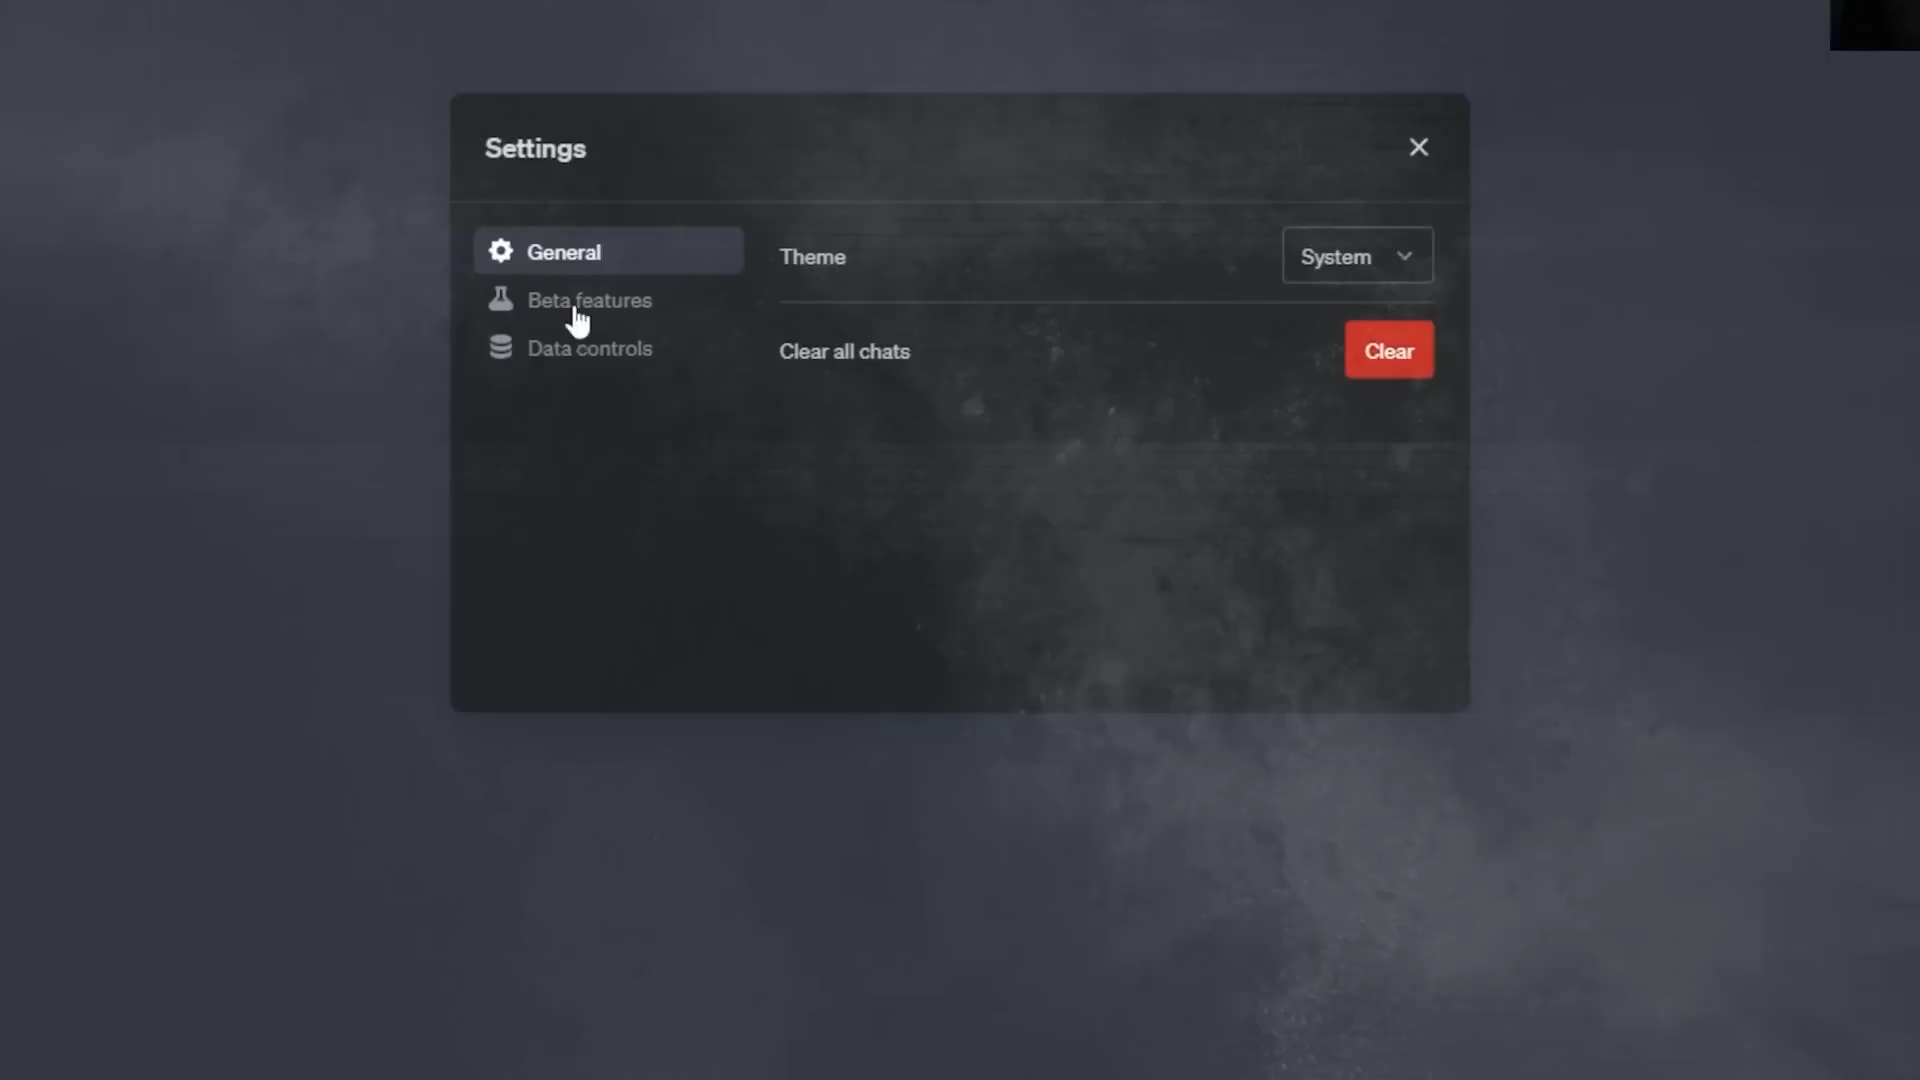 Settings
General
Theme
System
Beta features
Data controls
Clear all chats
Clear